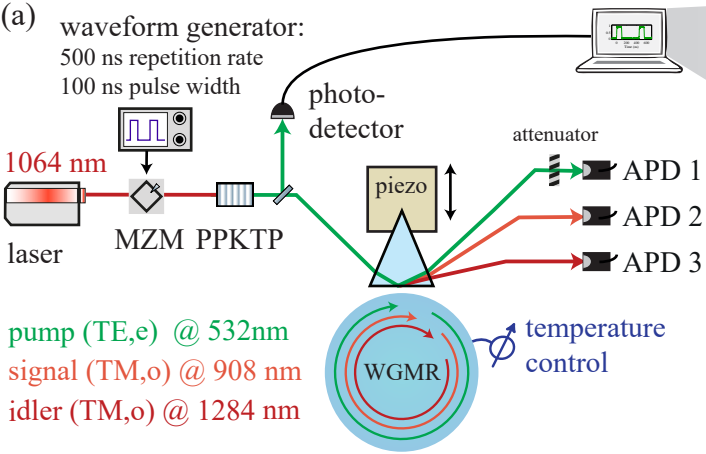 (a)
waveform generator:
500 ns repetition rate
100 ns pulse width
photo-
detector
attenuator
1064 nm
piezo
APD 1
APD 2
APD 3
laser
MZM
PPKTP
pump (TE,e) @ 532nm
signal (TM,o) @ 908 nm
idler (TM,o) @ 1284 nm
WGMR
temperature
control